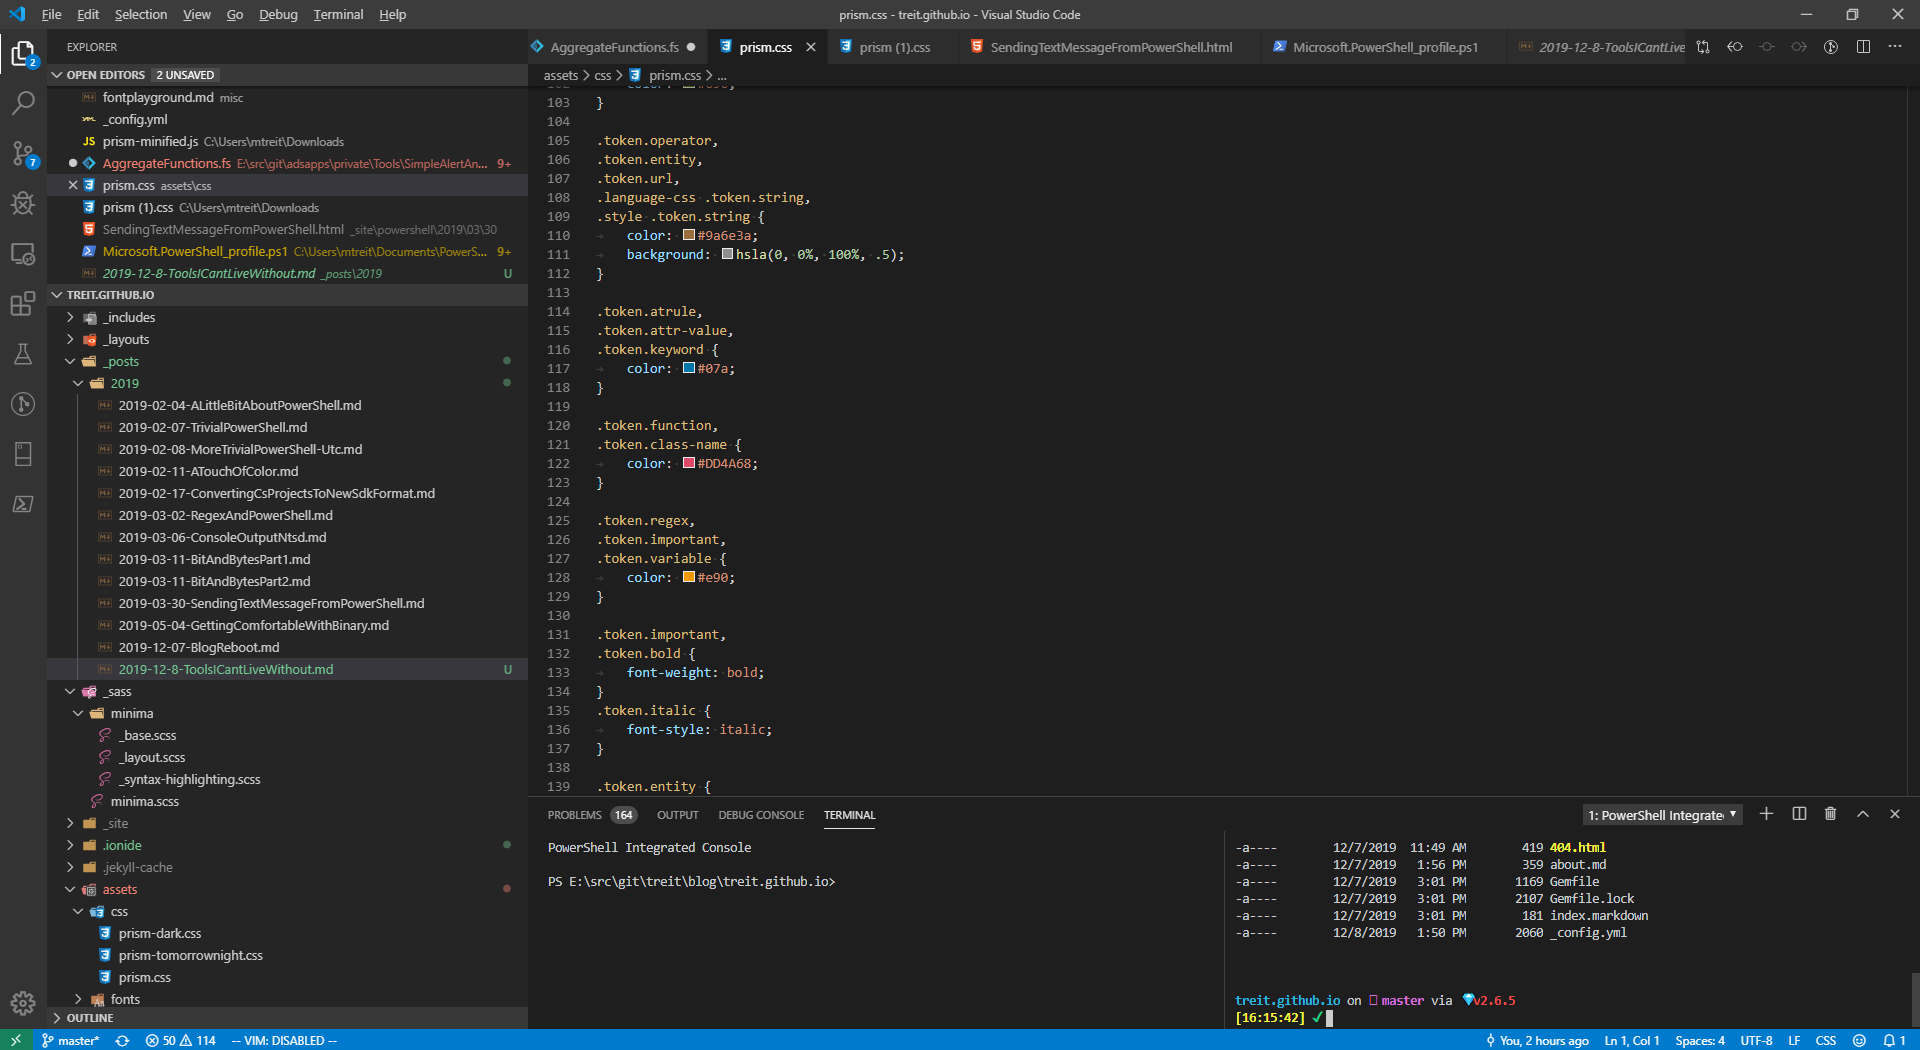 File Edit Selection View Go Debug Terminal Help
prism.css - treit.github.io - Visual Studio Code
EXPLORER
OPEN EDITORS 2 UNSAVED
fontplayground.md misc
_config.yml
JS prism-minified.js C:\Users\mtreit\Downloads
AggregateFunctions.fs E:\src\git\adsapps\private\Tools\SimpleAlertAn... 9+
prism.css assets\css
prism (1).css C:\Users\mtreit\Downloads
SendingTextMessageFromPowerShell.html _site\powershell\2019\03\30
Microsoft.PowerShell_profile.ps1 C:\Users\mtreit\Documents\PowerS... 9+
2019-12-8-ToolsICantLiveWithout.md _posts\2019 U
TREIT.GITHUB.IO
_includes
_layouts
_posts
2019
2019-02-04-ALittleBitAboutPowerShell.md
2019-02-07-TrivialPowerShell.md
2019-02-08-MoreTrivialPowerShell-Utc.md
2019-02-11-ATouchOfColor.md
2019-02-17-ConvertingCsProjectsToNewSdkFormat.md
2019-03-02-RegexAndPowerShell.md
2019-03-06-ConsoleOutputNtsd.md
2019-03-11-BitAndBytesPart1.md
2019-03-11-BitAndBytesPart2.md
2019-03-30-SendingTextMessageFromPowerShell.md
2019-05-04-GettingComfortableWithBinary.md
2019-12-07-BlogReboot.md
2019-12-8-ToolsICantLiveWithout.md U
_sass
minima
_base.scss
_layout.scss
_syntax-highlighting.scss
minima.scss
_site
.ionide
.jekyll-cache
assets
css
prism-dark.css
prism-tomorrownight.css
prism.css
fonts
OUTLINE
2
7
AggregateFunctions.fs prism.css prism (1).css SendingTextMessageFromPowerShell.html Microsoft.PowerShell_profile.ps1 2019-12-8-ToolsICantLive
assets > css > prism.css > ...
103 }
104
105 .token.operator,
106 .token.entity,
107 .token.url,
108 .language-css .token.string,
109 .style .token.string {
110 color: #9a6e3a;
111 background: hsla(0, 0%, 100%, .5);
112 }
113
114 .token.atrule,
115 .token.attr-value,
116 .token.keyword {
117 color: #07a;
118 }
119
120 .token.function,
121 .token.class-name {
122 color: #DD4A68;
123 }
124
125 .token.regex,
126 .token.important,
127 .token.variable {
128 color: #e90;
129 }
130
131 .token.important,
132 .token.bold {
133 font-weight: bold;
134 }
135 .token.italic {
136 font-style: italic;
137 }
138
139 .token.entity {
PROBLEMS 164 OUTPUT DEBUG CONSOLE TERMINAL
1: PowerShell Integrate
PowerShell Integrated Console
PS E:\src\git\treit\blog\treit.github.io>
-a---- 12/7/2019 11:49 AM 419 404.html
-a---- 12/7/2019 1:56 PM 359 about.md
-a---- 12/7/2019 3:01 PM 1169 Gemfile
-a---- 12/7/2019 3:01 PM 2107 Gemfile.lock
-a---- 12/7/2019 3:01 PM 181 index.markdown
-a---- 12/8/2019 1:50 PM 2060 _config.yml
treit.github.io on master via v2.6.5
[16:15:42] ✓
master* 50 114 -- VIM: DISABLED --
You, 2 hours ago Ln 1, Col 1 Spaces: 4 UTF-8 LF CSS 1